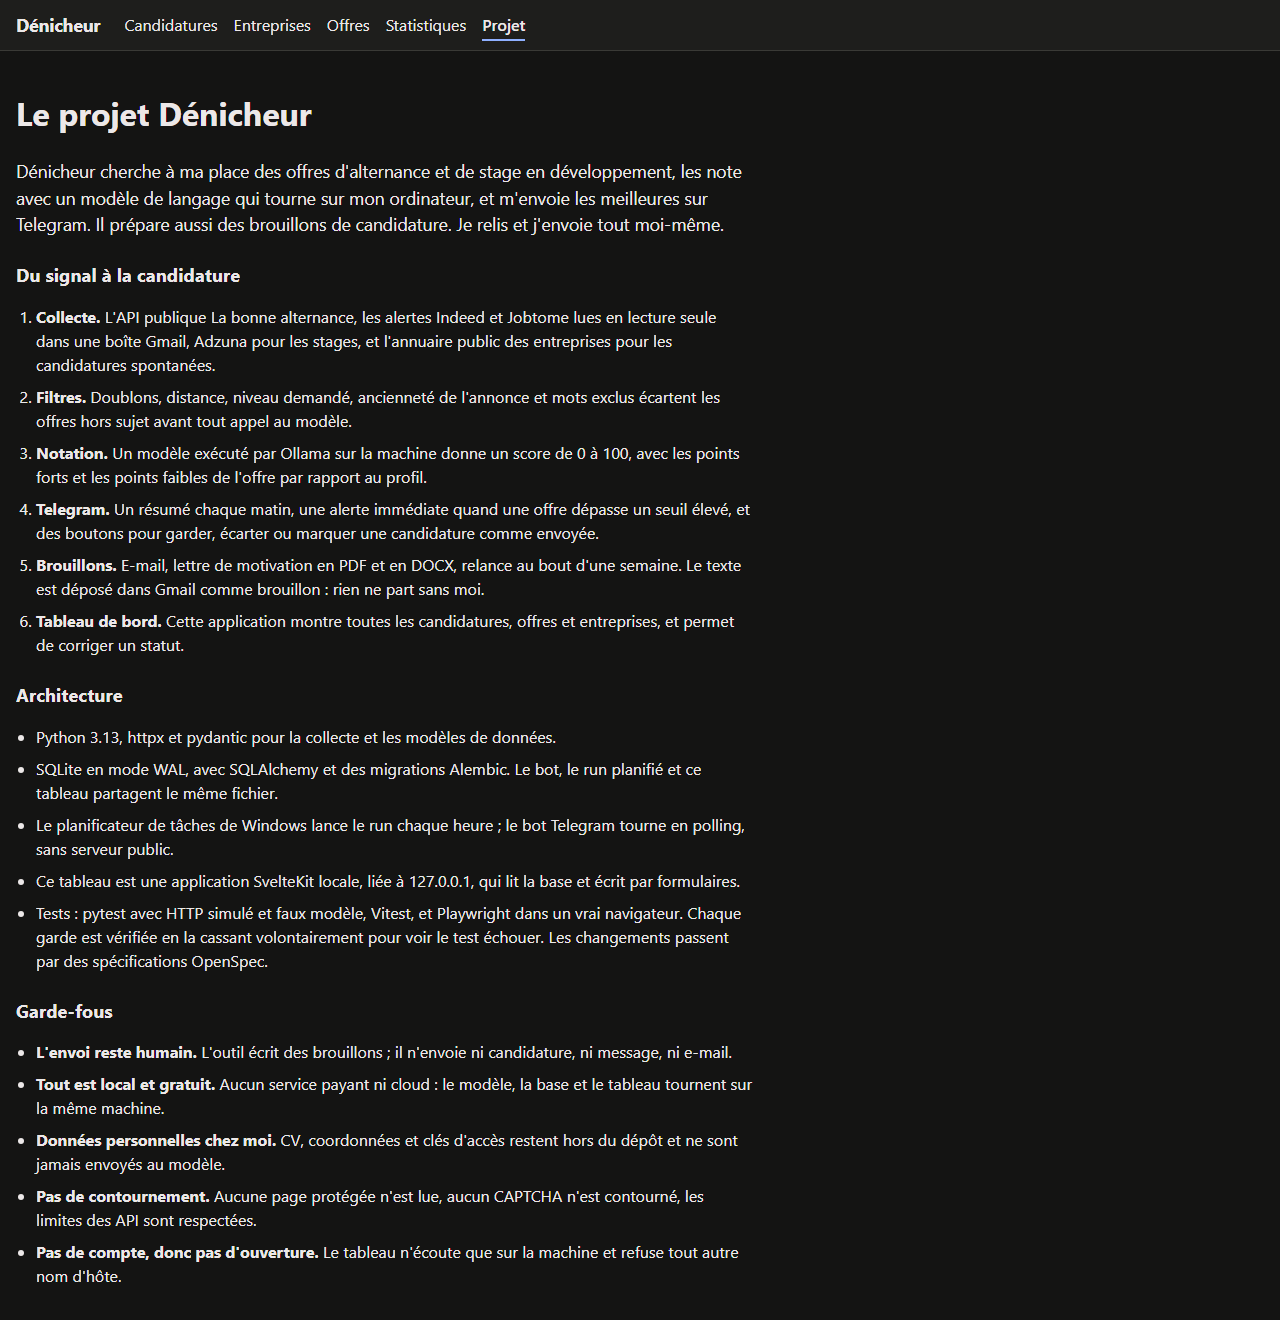 Dénicheur Candidatures Entreprises Offres Statistiques Projet
Le projet Dénicheur
Dénicheur cherche à ma place des offres d'alternance et de stage en développement, les note
avec un modèle de langage qui tourne sur mon ordinateur, et m'envoie les meilleures sur
Telegram. Il prépare aussi des brouillons de candidature. Je relis et j'envoie tout moi-même.
Du signal à la candidature
1. Collecte. L'API publique La bonne alternance, les alertes Indeed et Jobtome lues en lecture seule
dans une boîte Gmail, Adzuna pour les stages, et l'annuaire public des entreprises pour les
candidatures spontanées.
2. Filtres. Doublons, distance, niveau demandé, ancienneté de l'annonce et mots exclus écartent les
offres hors sujet avant tout appel au modèle.
3. Notation. Un modèle exécuté par Ollama sur la machine donne un score de 0 à 100, avec les points
forts et les points faibles de l'offre par rapport au profil.
4. Telegram. Un résumé chaque matin, une alerte immédiate quand une offre dépasse un seuil élevé, et
des boutons pour garder, écarter ou marquer une candidature comme envoyée.
5. Brouillons. E-mail, lettre de motivation en PDF et en DOCX, relance au bout d'une semaine. Le texte
est déposé dans Gmail comme brouillon : rien ne part sans moi.
6. Tableau de bord. Cette application montre toutes les candidatures, offres et entreprises, et permet
de corriger un statut.
Architecture
• Python 3.13, httpx et pydantic pour la collecte et les modèles de données.
• SQLite en mode WAL, avec SQLAlchemy et des migrations Alembic. Le bot, le run planifié et ce
tableau partagent le même fichier.
• Le planificateur de tâches de Windows lance le run chaque heure ; le bot Telegram tourne en polling,
sans serveur public.
• Ce tableau est une application SvelteKit locale, liée à 127.0.0.1, qui lit la base et écrit par formulaires.
• Tests : pytest avec HTTP simulé et faux modèle, Vitest, et Playwright dans un vrai navigateur. Chaque
garde est vérifiée en la cassant volontairement pour voir le test échouer. Les changements passent
par des spécifications OpenSpec.
Garde-fous
• L'envoi reste humain. L'outil écrit des brouillons ; il n'envoie ni candidature, ni message, ni e-mail.
• Tout est local et gratuit. Aucun service payant ni cloud : le modèle, la base et le tableau tournent sur
la même machine.
• Données personnelles chez moi. CV, coordonnées et clés d'accès restent hors du dépôt et ne sont
jamais envoyés au modèle.
• Pas de contournement. Aucune page protégée n'est lue, aucun CAPTCHA n'est contourné, les
limites des API sont respectées.
• Pas de compte, donc pas d'ouverture. Le tableau n'écoute que sur la machine et refuse tout autre
nom d'hôte.